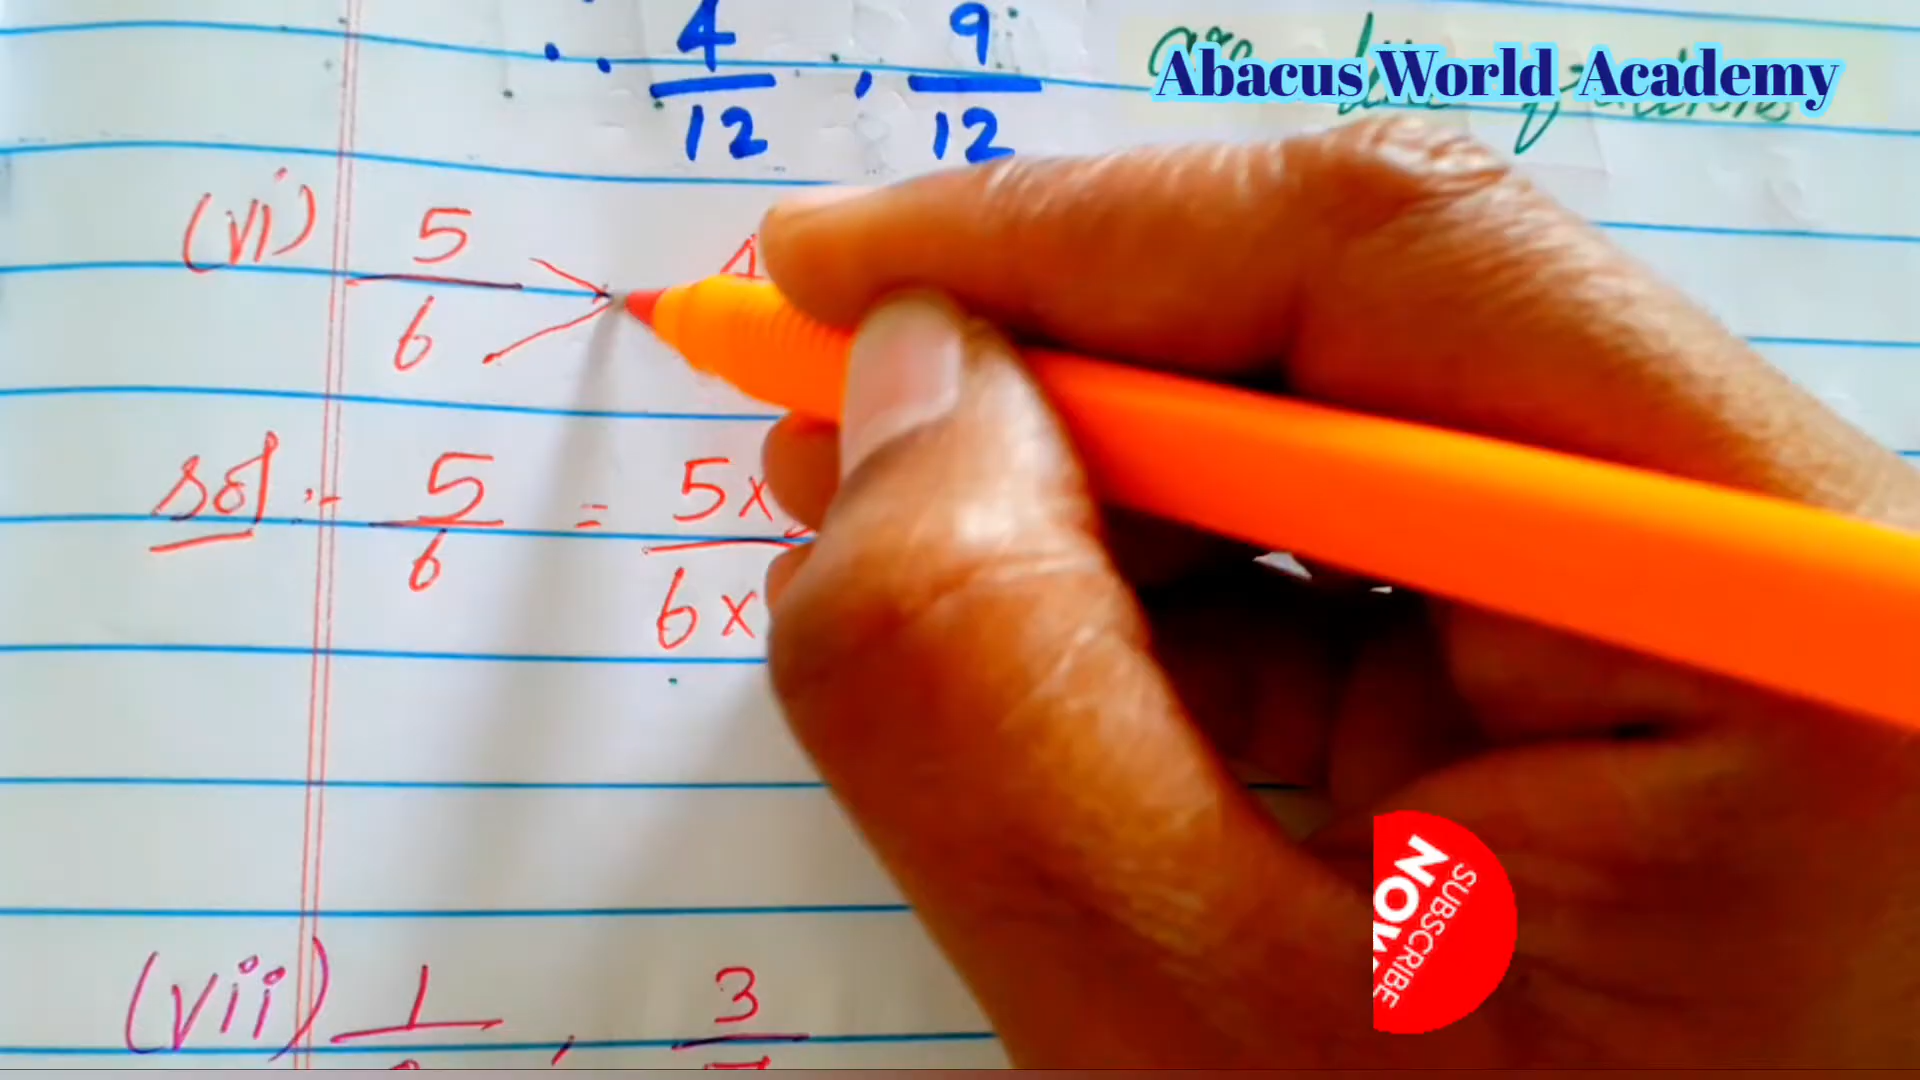 Abacus World Academy
∴ 4/12 , 9/12
(vi) 5/6
sol :- 5/6 = 5x / 6x
(vii) 1 , 3
SUBSCRIBE
NOW